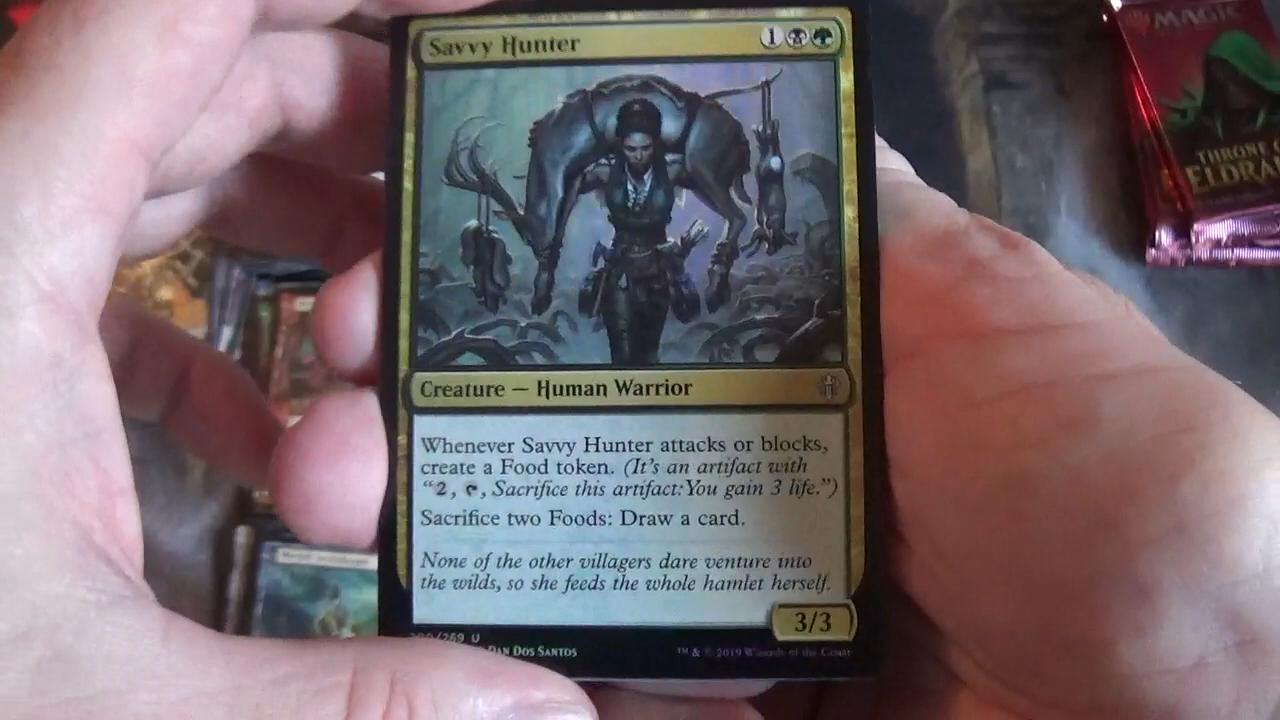 Savvy Hunter
1
Creature — Human Warrior
Whenever Savvy Hunter attacks or blocks,
create a Food token. (It's an artifact with
“2, , Sacrifice this artifact:You gain 3 life.”)
Sacrifice two Foods: Draw a card.
None of the other villagers dare venture into
the wilds, so she feeds the whole hamlet herself.
3/3
/269 U
DAN DOS SANTOS
™ & © 2019 Wizards of the Coast
MAGIC
THRONE
ELDRA